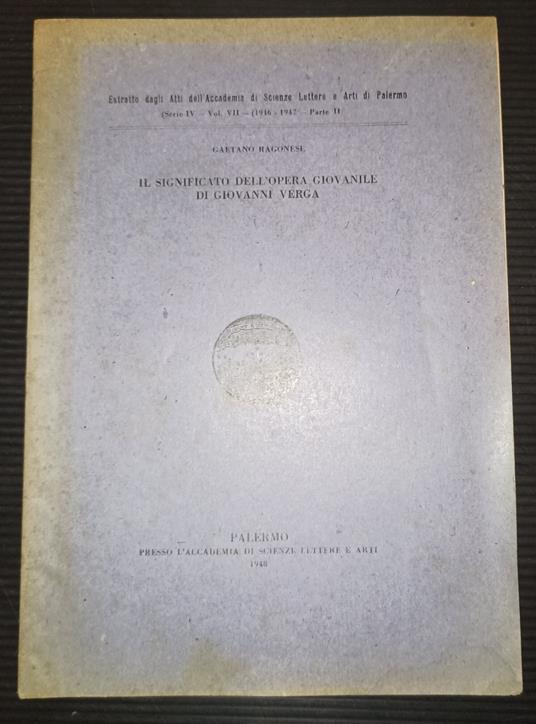 Estratto dagli Atti dell'Accademia di Scienze Lettere e Arti di Palermo
(Serie IV - Vol. VII - (1946 - 1947 - Parte II)
GAETANO RAGONESE
IL SIGNIFICATO DELL'OPERA GIOVANILE
DI GIOVANNI VERGA
PALERMO
PRESSO L'ACCADEMIA DI SCIENZE LETTERE E ARTI
1948